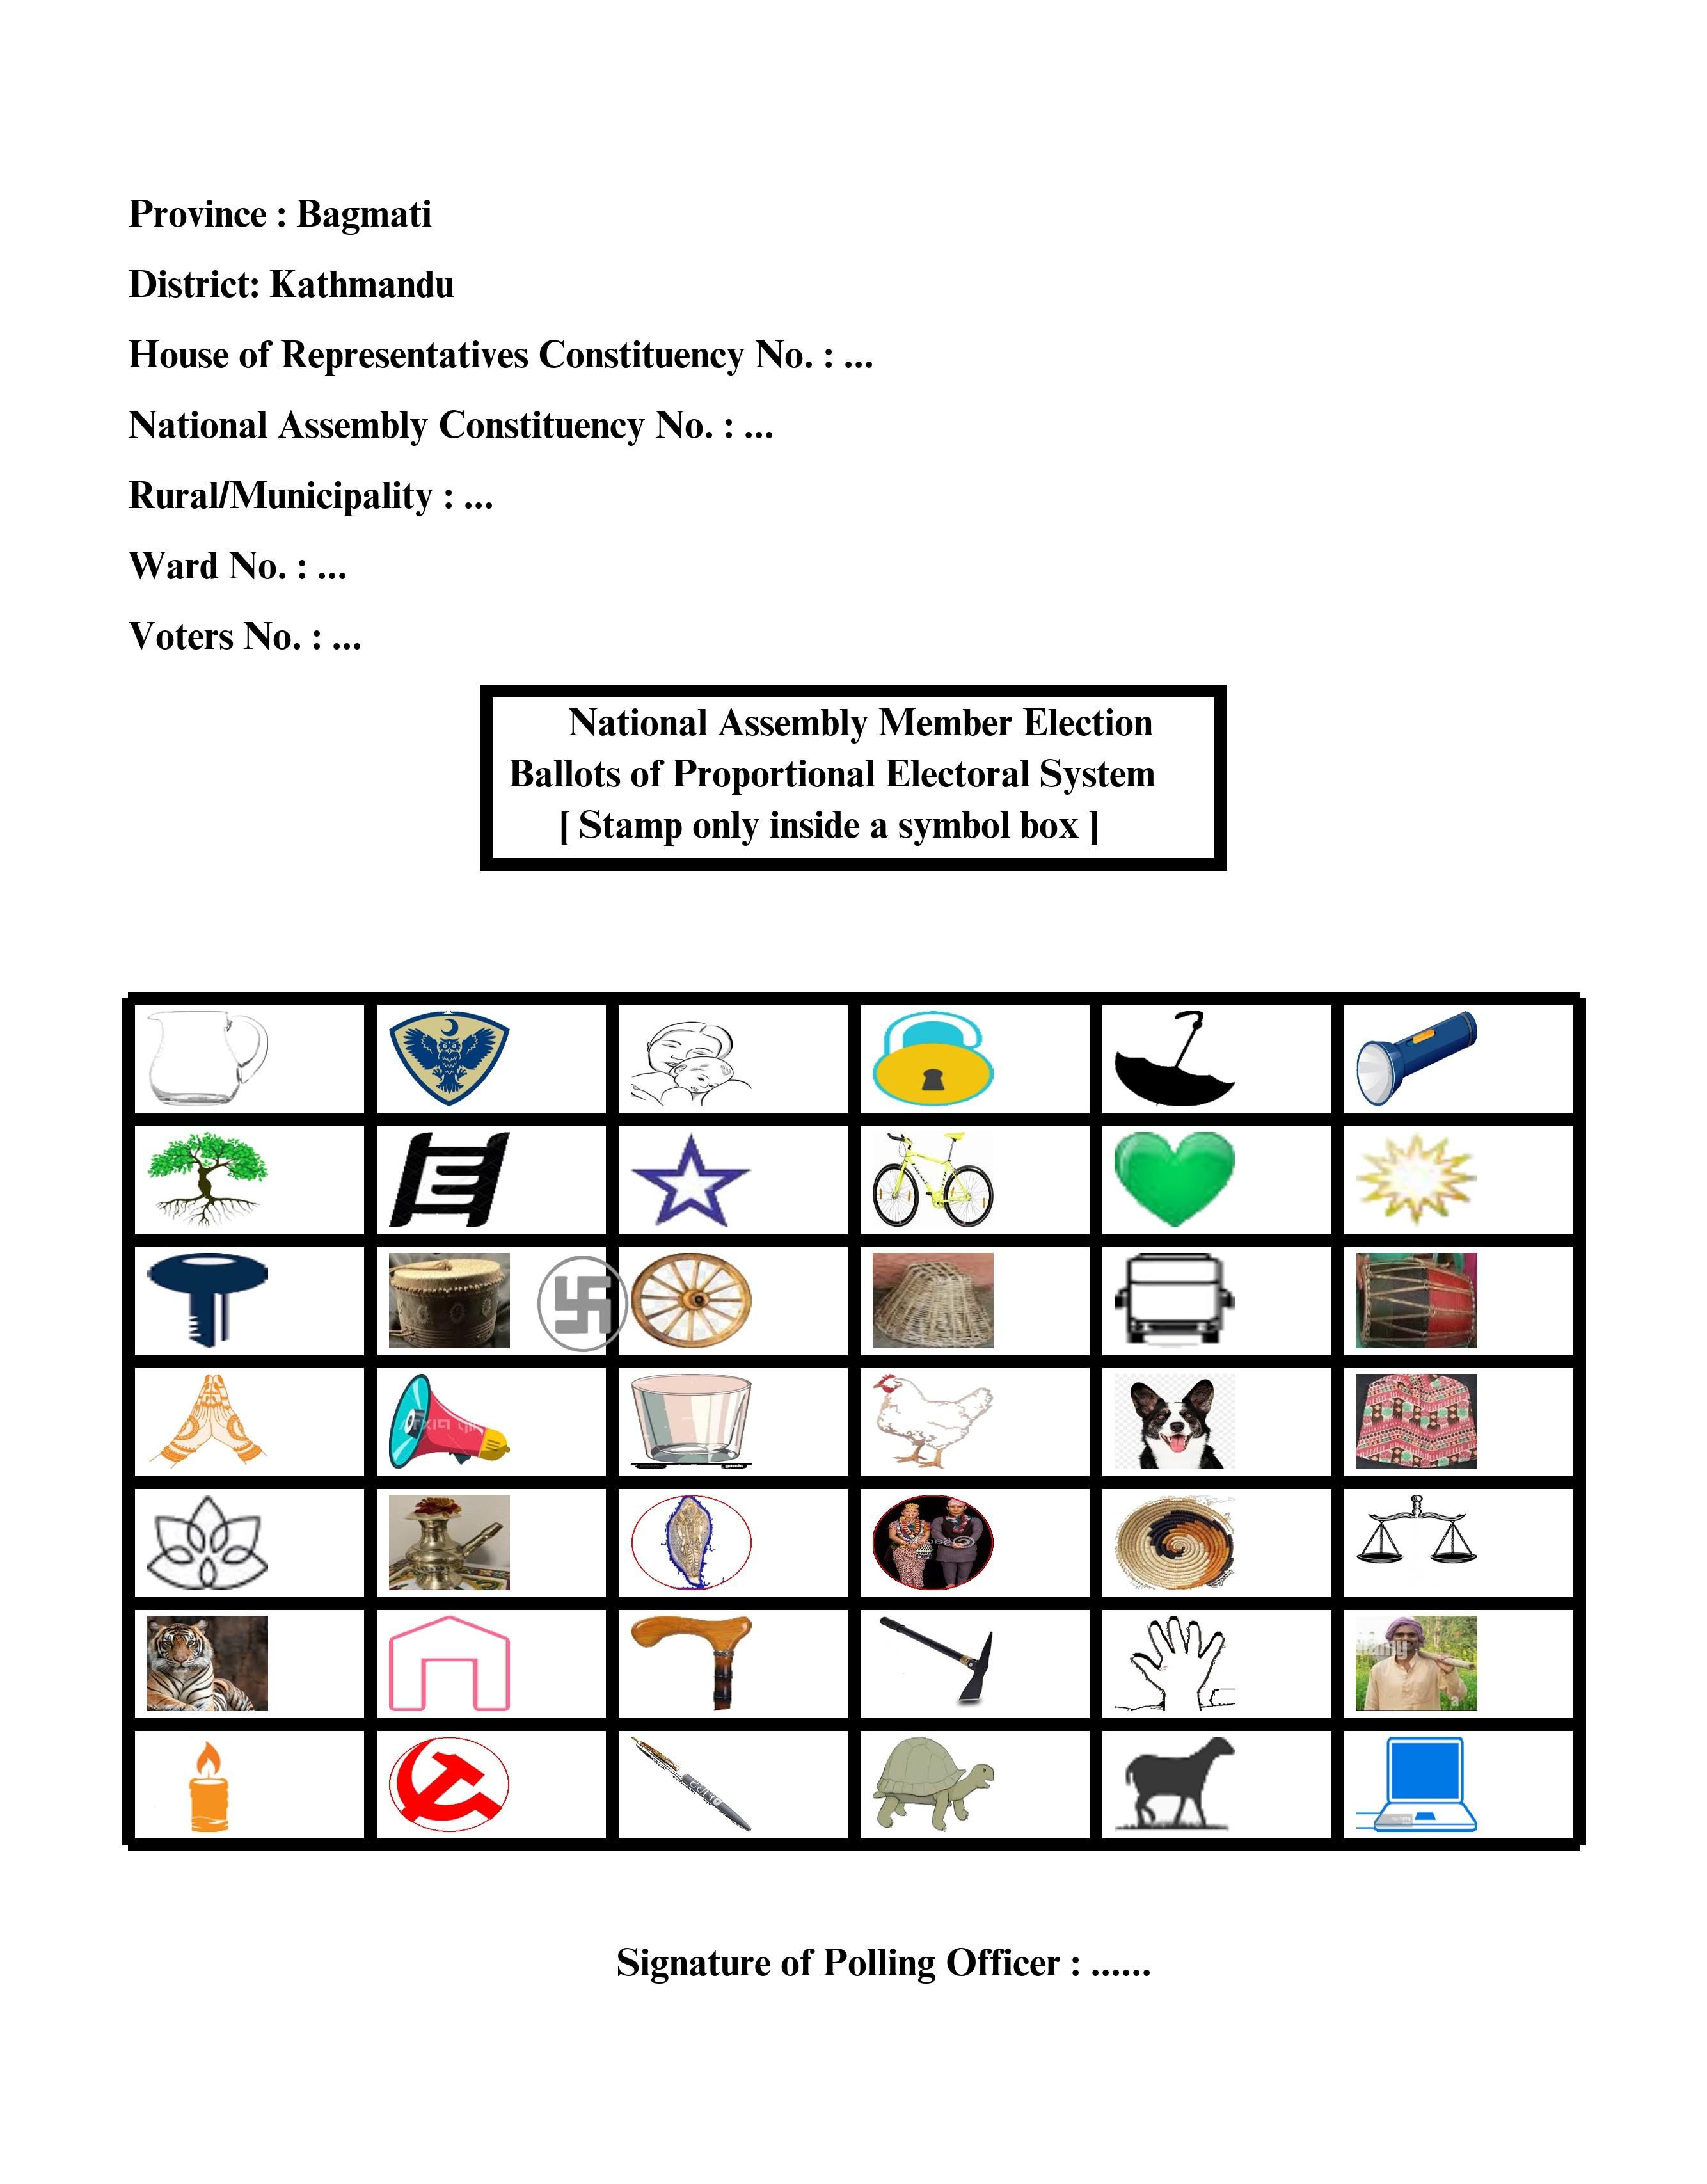 Province : Bagmati
District: Kathmandu
House of Representatives Constituency No. : ...
National Assembly Constituency No. : ...
Rural/Municipality : ...
Ward No. : ...
Voters No. : ...
National Assembly Member Election
Ballots of Proportional Electoral System
[ Stamp only inside a symbol box ]
Signature of Polling Officer : ......